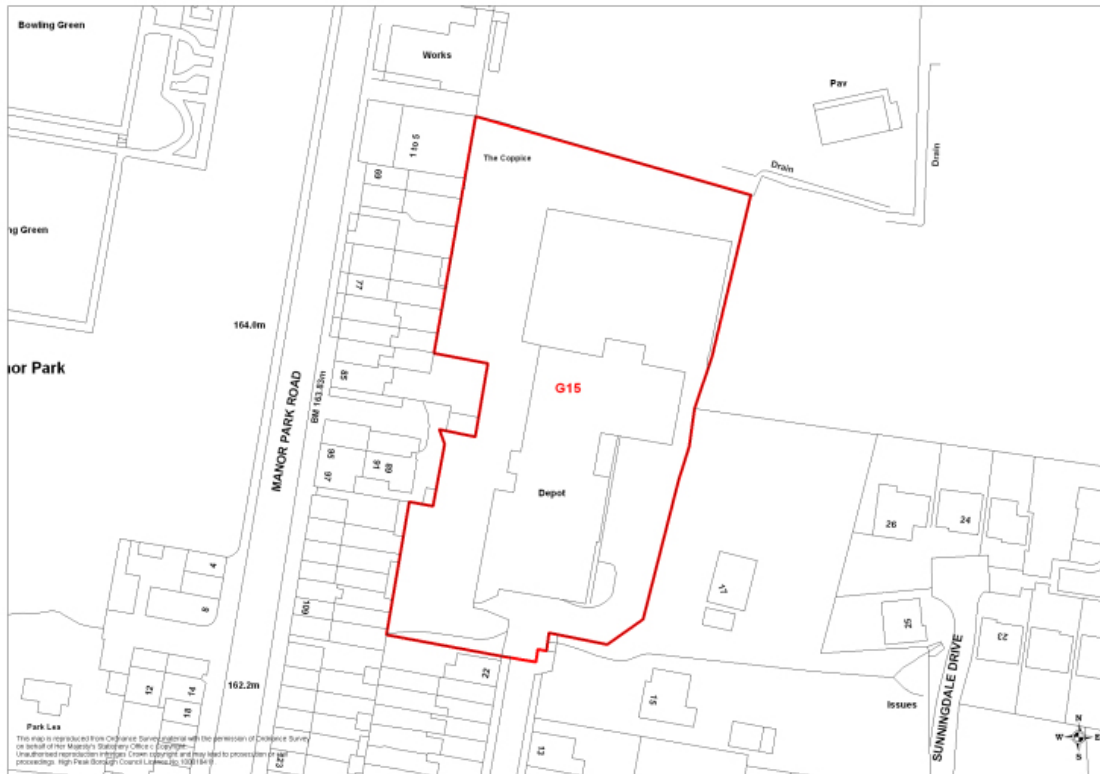 Bowling Green
Works
Pav
1 to 5
The Coppice
Drain
Drain
69
ng Green
77
164.0m
nor Park
85
G15
BM 163.83m
MANOR PARK ROAD
95
97
91
89
Depot
26
24
4
8
17
109
25
23
SUNNINGDALE DRIVE
22
162.2m
12
14
18
15
Issues
Park Lea
N
W
E
S
13
123
This map is reproduced from Ordnance Survey material with the permission of Ordnance Survey
on behalf of Her Majesty's Stationery Office © Copyright.
Unauthorised reproduction infringes Crown copyright and may lead to prosecution or
proceedings. High Peak Borough Council Licence No